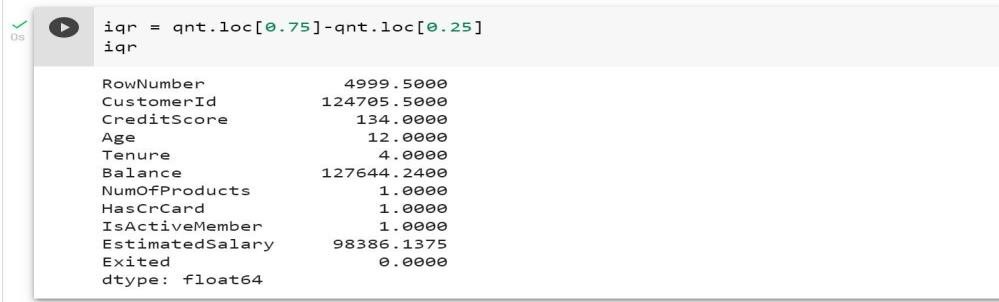 0s
iqr = qnt.loc[0.75]-qnt.loc[0.25]
iqr
RowNumber 4999.5000
CustomerId 124705.5000
CreditScore 134.0000
Age 12.0000
Tenure 4.0000
Balance 127644.2400
NumOfProducts 1.0000
HasCrCard 1.0000
IsActiveMember 1.0000
EstimatedSalary 98386.1375
Exited 0.0000
dtype: float64